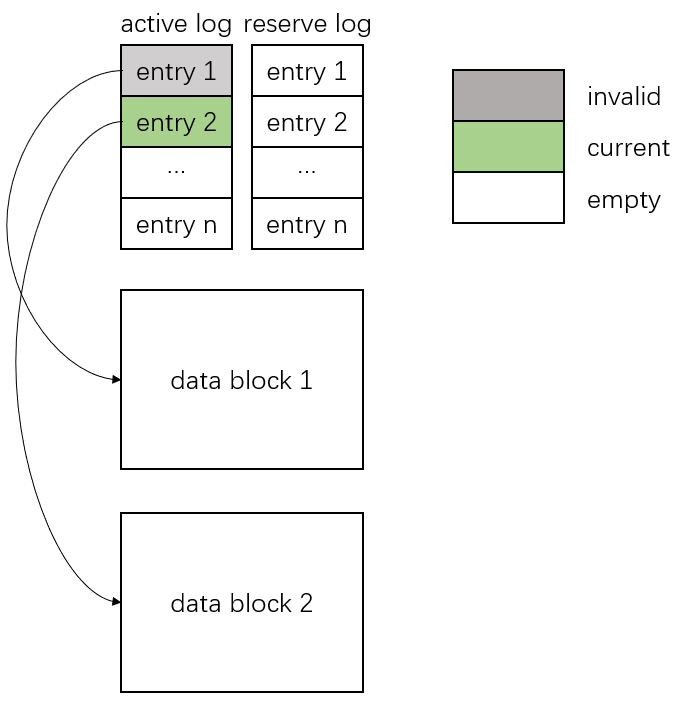 active log reserve log
entry 1 entry 1
entry 2 entry 2
... ...
entry n entry n
invalid
current
empty
data block 1
data block 2